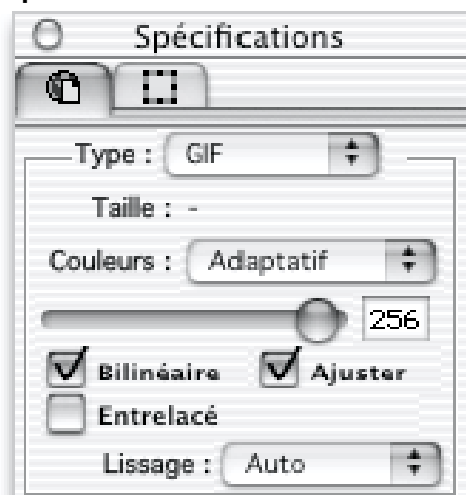 Spécifications
Type : GIF
Taille : -
Couleurs : Adaptatif
256
Bilinéaire Ajuster
Entrelacé
Lissage : Auto